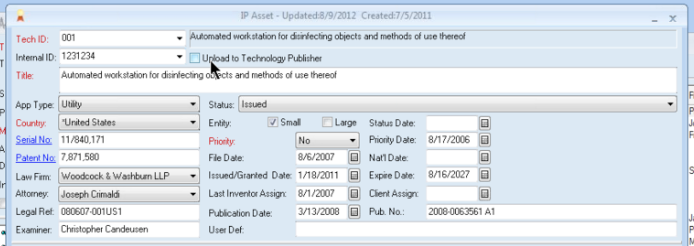 IP Asset - Updated:8/9/2012 Created:7/5/2011
Tech ID: 001 Automated workstation for disinfecting objects and methods of use thereof
Internal ID: 1231234 Upload to Technology Publisher
Title: Automated workstation for disinfecting objects and methods of use thereof
App Type: Utility Status: Issued
Country: *United States Entity: Small Large Status Date:
Serial No: 11/840,171 Priority: No Priority Date: 8/17/2006
Patent No: 7,871,580 File Date: 8/6/2007 Nat'l Date:
Law Firm: Woodcock & Washburn LLP Issued/Granted Date: 1/18/2011 Expire Date: 8/16/2027
Attorney: Joseph Grimaldi Last Inventor Assign: 8/1/2007 Client Assign:
Legal Ref: 080607-001US1 Publication Date: 3/13/2008 Pub. No.: 2008-0063561 A1
Examiner: Christopher Candeusen User Def: